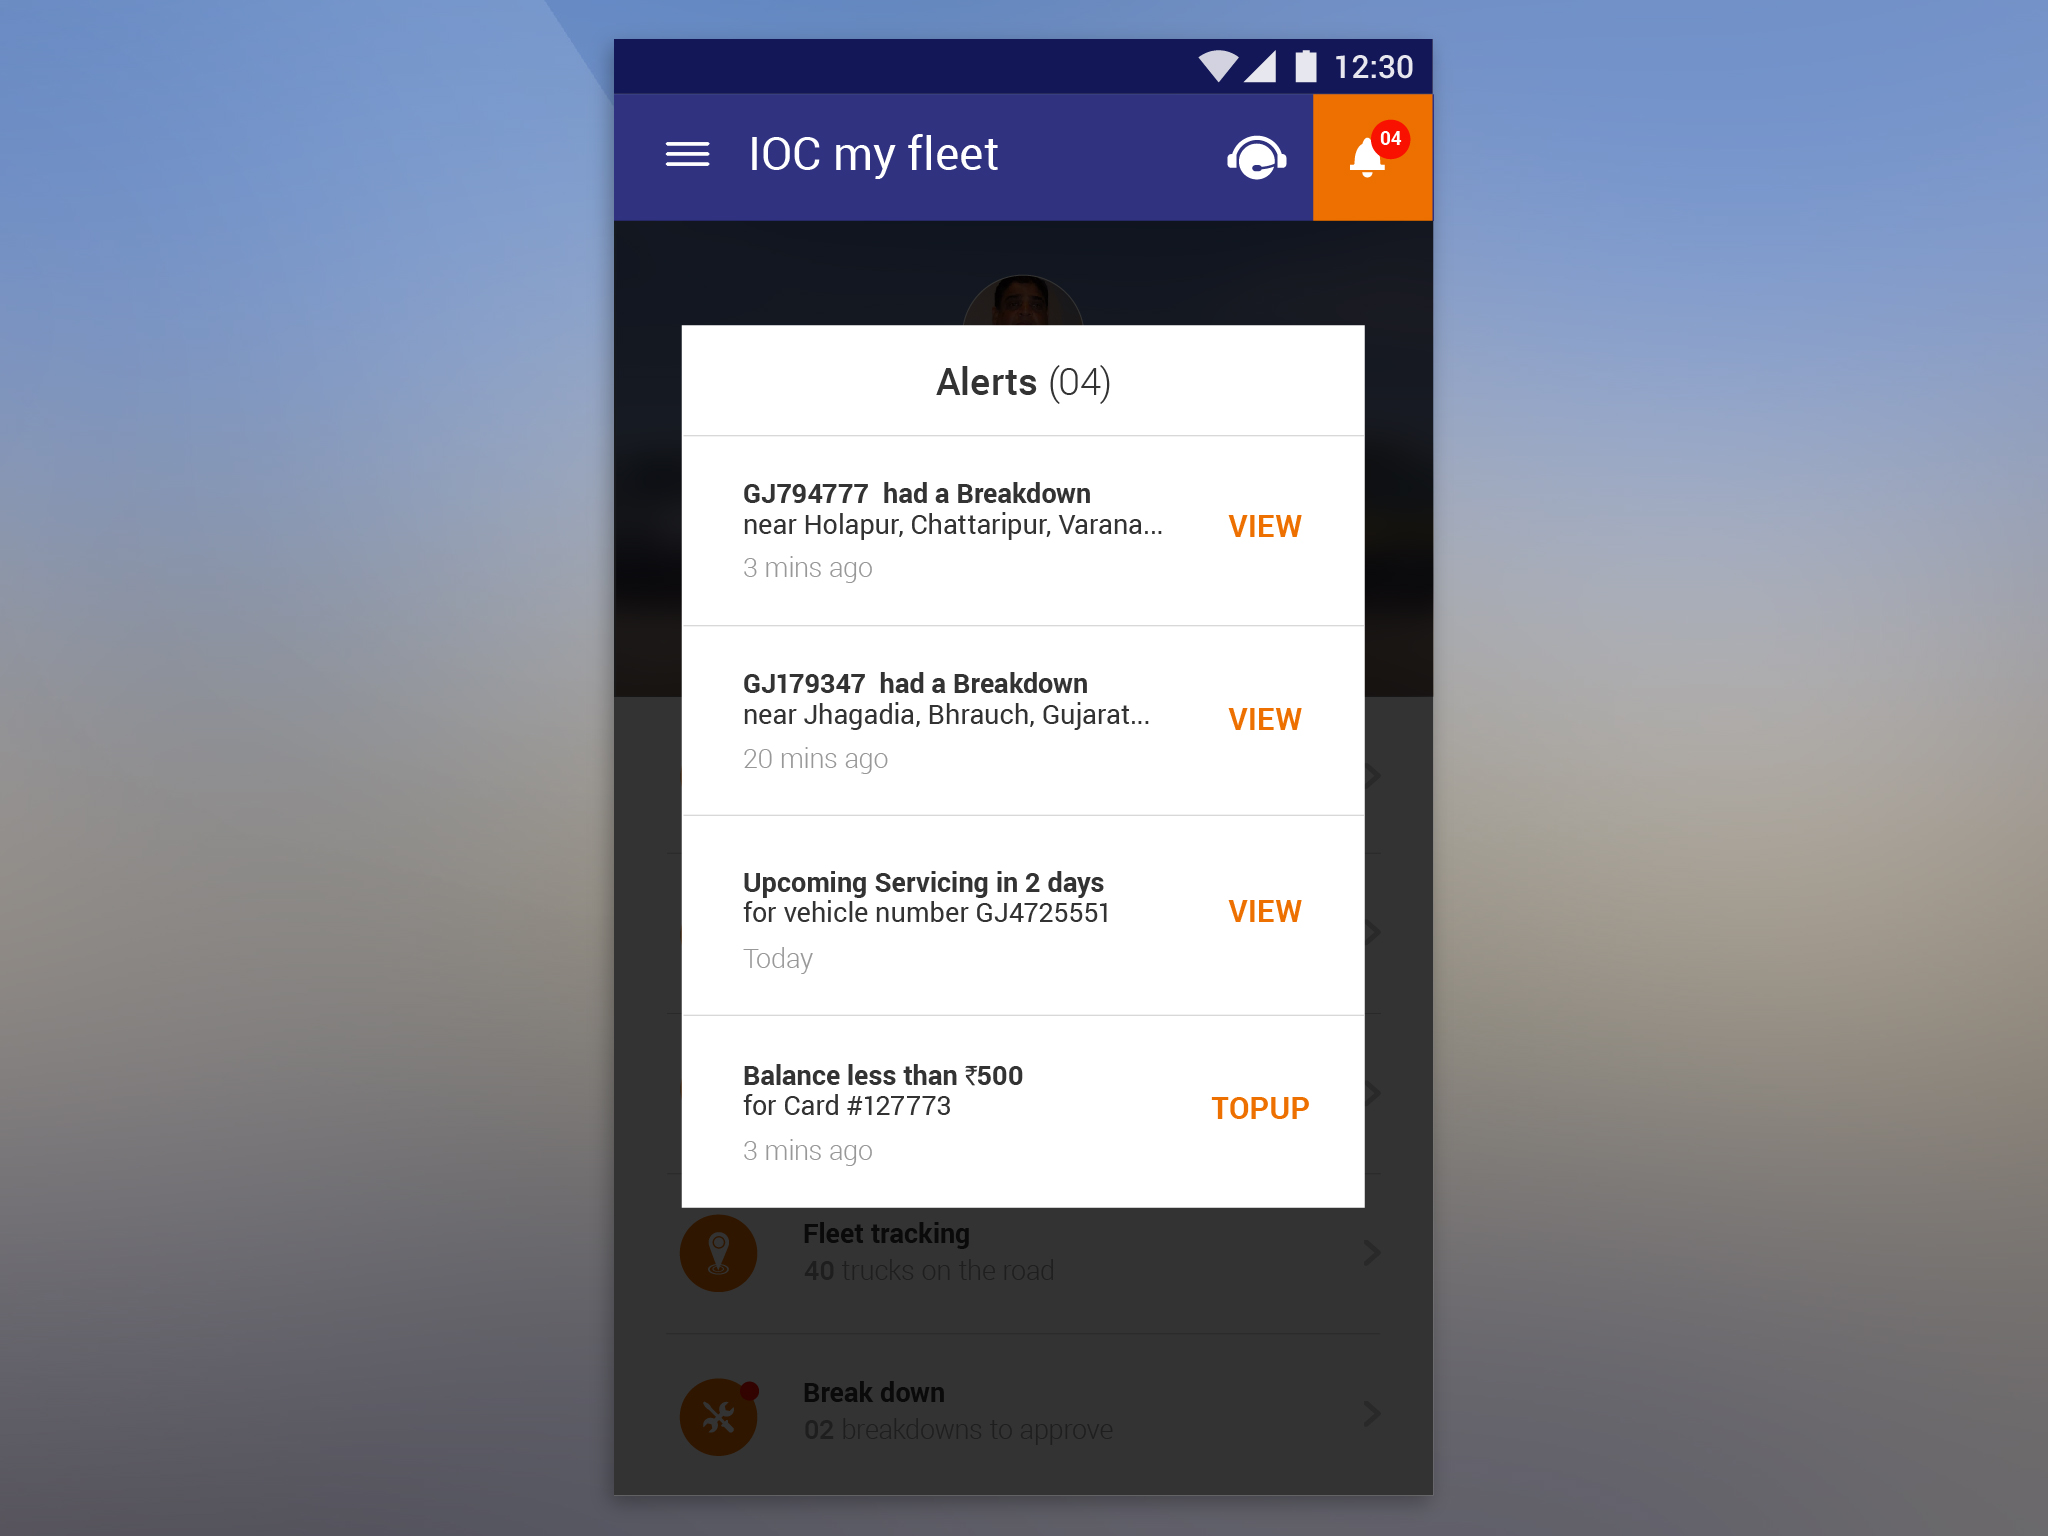 12:30
IOC my fleet
04
Alerts (04)
GJ794777 had a Breakdown
near Holapur, Chattaripur, Varana...
VIEW
3 mins ago
GJ179347 had a Breakdown
near Jhagadia, Bhrauch, Gujarat...
VIEW
20 mins ago
Upcoming Servicing in 2 days
for vehicle number GJ4725551
VIEW
Today
Balance less than ₹500
for Card #127773
TOPUP
3 mins ago
Fleet tracking
40 trucks on the road
Break down
02 breakdowns to approve